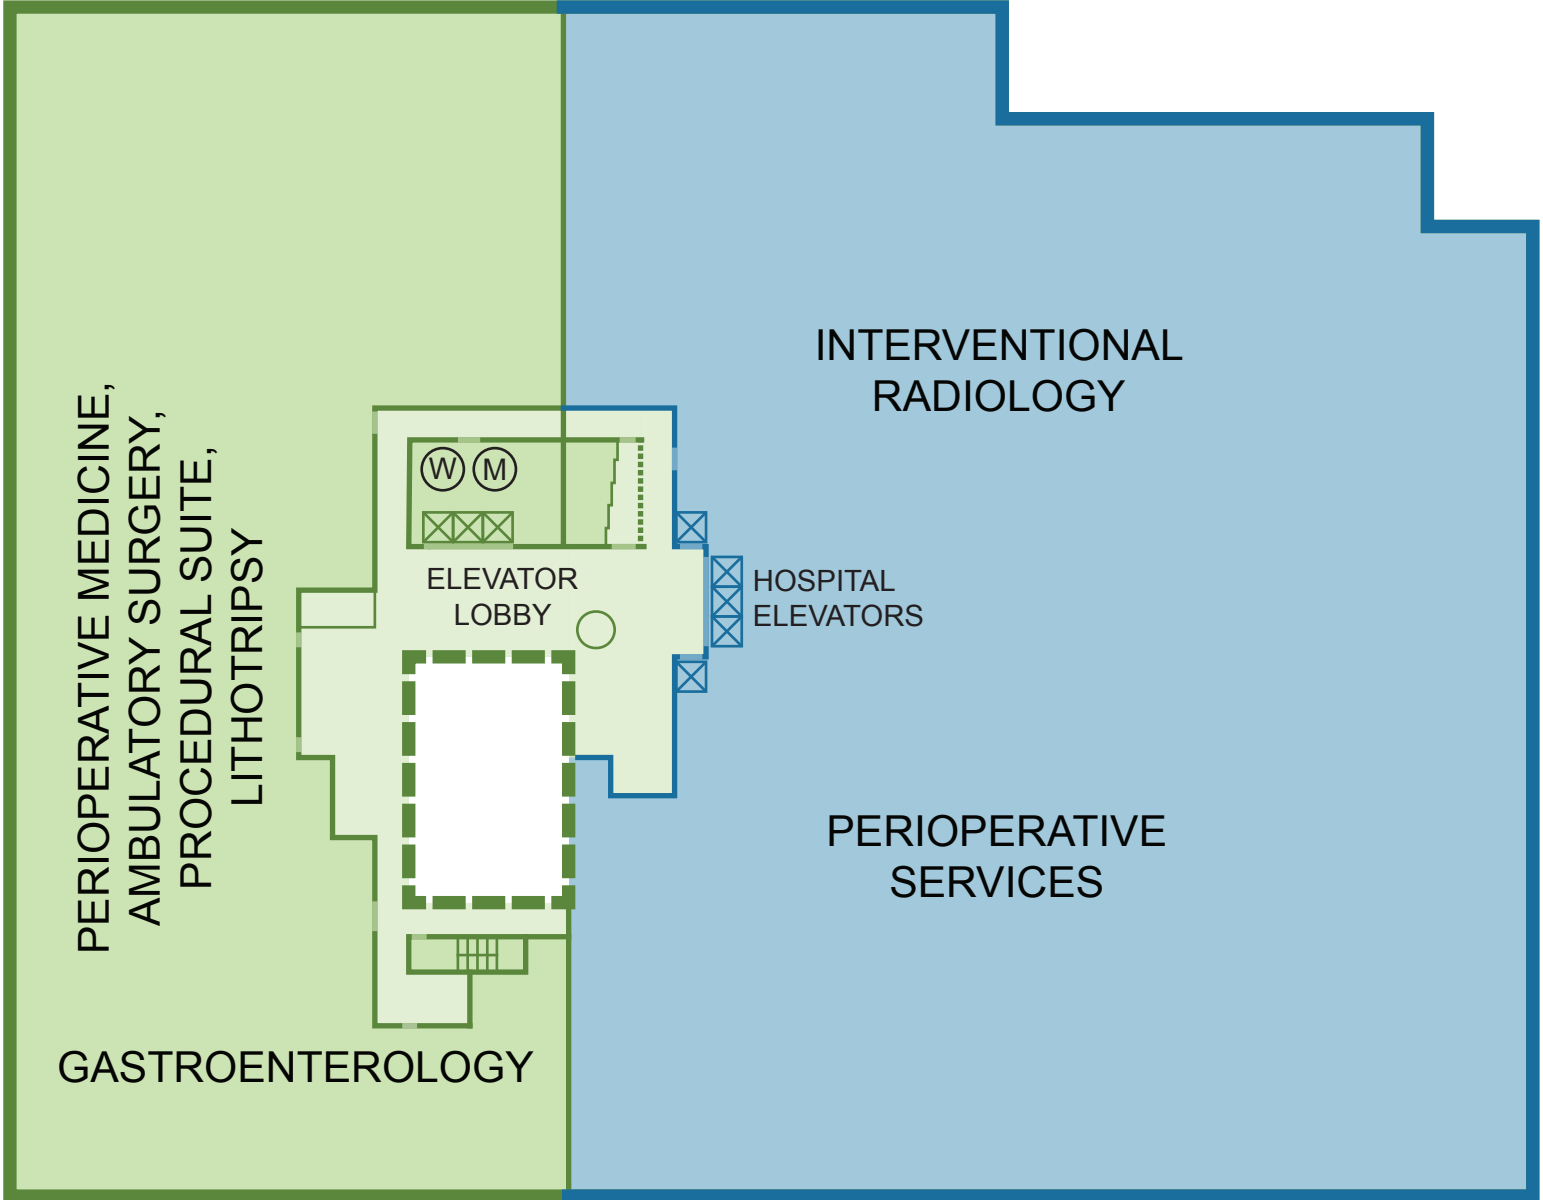 INTERVENTIONAL
RADIOLOGY
PERIOPERATIVE MEDICINE,
AMBULATORY SURGERY,
PROCEDURAL SUITE,
LITHOTRIPSY
W M
ELEVATOR
LOBBY
HOSPITAL
ELEVATORS
PERIOPERATIVE
SERVICES
GASTROENTEROLOGY